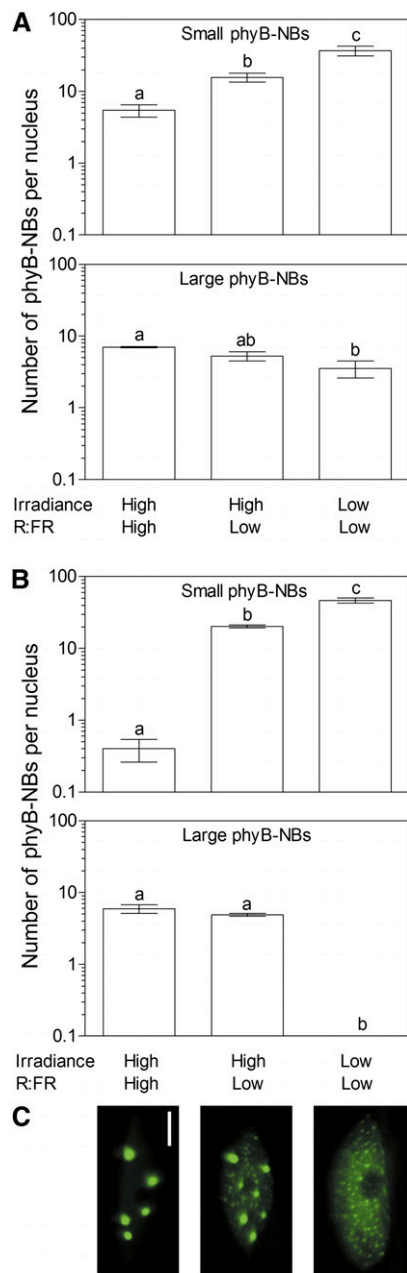 A
Number of phyB-NBs per nucleus
Small phyB-NBs
100
10
1
0.1
a
b
c
Large phyB-NBs
100
10
1
0.1
a
ab
b
Irradiance High High Low
R:FR High Low Low
B
Number of phyB-NBs per nucleus
Small phyB-NBs
100
10
1
0.1
a
b
c
Large phyB-NBs
100
10
1
0.1
a
a
b
Irradiance High High Low
R:FR High Low Low
C